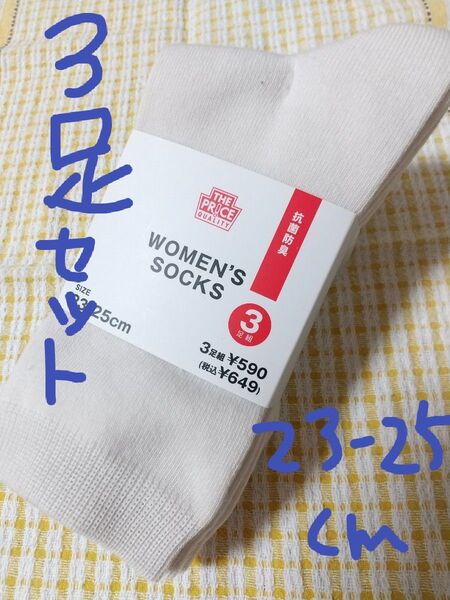 3足セット
THE
PRICE
QUALITY
抗菌防臭
WOMEN'S
SOCKS
SIZE
23-25cm
3
足組
3足組 ¥590
(税込¥649)
23-25
cm